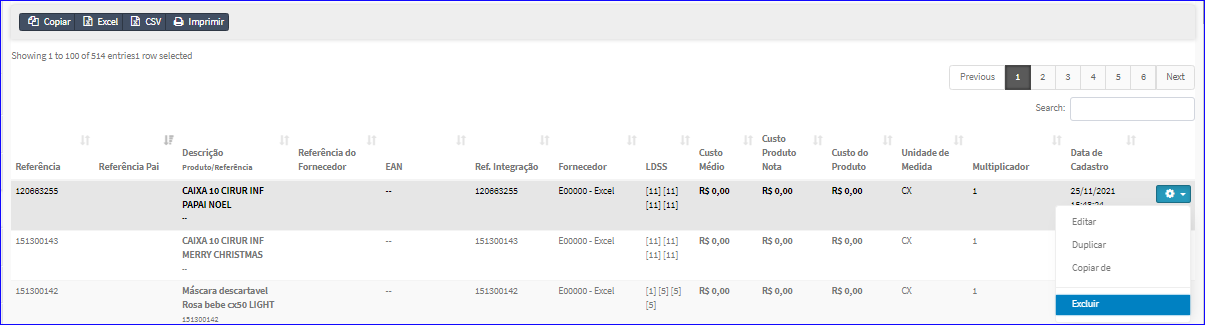 Copiar Excel CSV Imprimir
Showing 1 to 100 of 514 entries1 row selected
Previous 1 2 3 4 5 6 Next
Search:
Referência Referência Pai Descrição Produto/Referência Referência do Fornecedor EAN Ref. Integração Fornecedor LDSS Custo Médio Custo Produto Nota Custo do Produto Unidade de Medida Multiplicador Data de Cadastro
120663255 CAIXA 10 CIRUR INF -- 120663255 E00000 - Excel [11] [11] R$ 0,00 R$ 0,00 R$ 0,00 CX 1 25/11/2021
PAPAI NOEL [11] [11]
--
Editar
151300143 CAIXA 10 CIRUR INF -- 151300143 E00000 - Excel [11] [11] R$ 0,00 R$ 0,00 R$ 0,00 CX 1 Duplicar
MERRY CHRISTMAS [11] [11]
-- Copiar de
151300142 Máscara descartavel -- 151300142 E00000 - Excel [1] [5] [5] R$ 0,00 R$ 0,00 R$ 0,00 CX 1
Rosa bebe cx50 LIGHT [5] Excluir
151300142